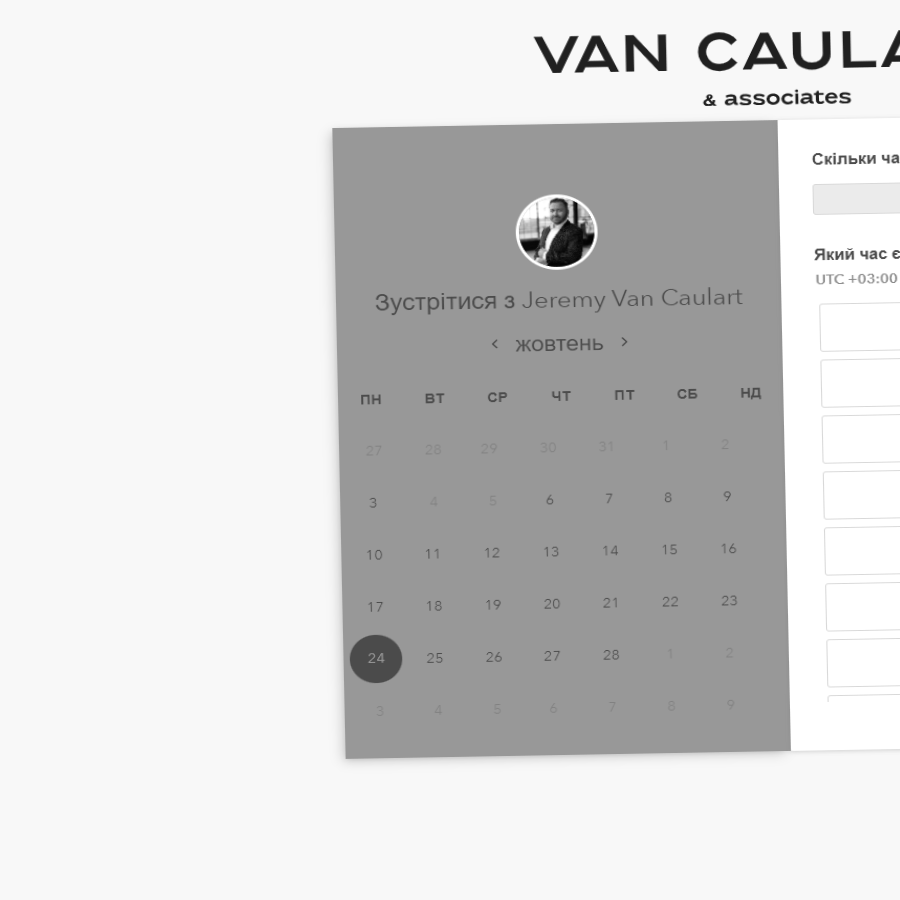 VAN CAULA
& associates
Скільки ча
Який час є
UTC +03:00
Зустрітися з Jeremy Van Caulart
‹ жовтень ›
ПН ВТ СР ЧТ ПТ СБ НД
27 28 29 30 31 1 2
3 4 5 6 7 8 9
10 11 12 13 14 15 16
17 18 19 20 21 22 23
24 25 26 27 28 1 2
3 4 5 6 7 8 9